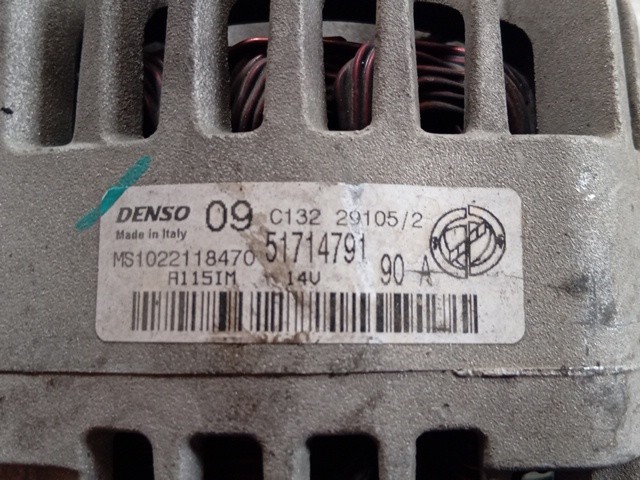 DENSO 09 C132 29105/2
Made in Italy
MS1022118470 51714791 90 A
A115IM 14V